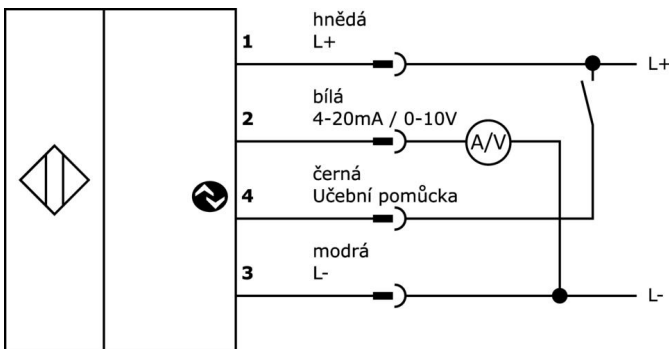 hnědá
1 L+
L+
bílá
2 4-20mA / 0-10V
A/V
černá
4 Učební pomůcka
modrá
3 L-
L-